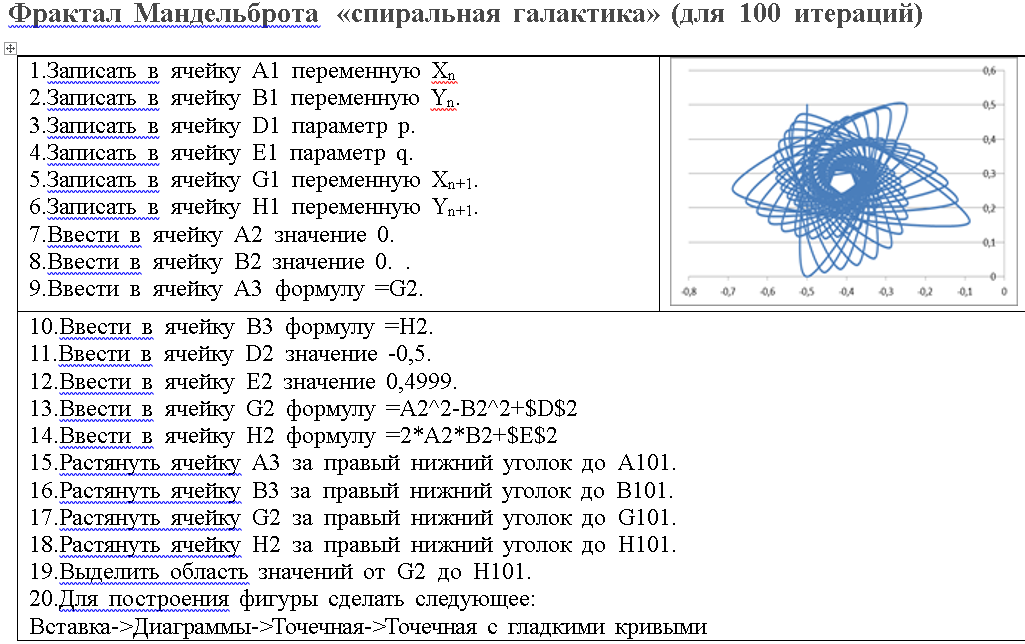 Фрактал Мандельброта «спиральная галактика» (для 100 итераций)
1.Записать в ячейку A1 переменную Xn
2.Записать в ячейку B1 переменную Yn.
3.Записать в ячейку D1 параметр p.
4.Записать в ячейку E1 параметр q.
5.Записать в ячейку G1 переменную Xn+1.
6.Записать в ячейку H1 переменную Yn+1.
7.Ввести в ячейку A2 значение 0.
8.Ввести в ячейку B2 значение 0. .
9.Ввести в ячейку A3 формулу =G2.
0,6
0,5
0,4
0,3
0,2
0,1
0
-0,8 -0,7 -0,6 -0,5 -0,4 -0,3 -0,2 -0,1 0
10.Ввести в ячейку B3 формулу =H2.
11.Ввести в ячейку D2 значение -0,5.
12.Ввести в ячейку E2 значение 0,4999.
13.Ввести в ячейку G2 формулу =A2^2-B2^2+$D$2
14.Ввести в ячейку H2 формулу =2*A2*B2+$E$2
15.Растянуть ячейку A3 за правый нижний уголок до A101.
16.Растянуть ячейку B3 за правый нижний уголок до B101.
17.Растянуть ячейку G2 за правый нижний уголок до G101.
18.Растянуть ячейку H2 за правый нижний уголок до H101.
19.Выделить область значений от G2 до H101.
20.Для построения фигуры сделать следующее:
Вставка->Диаграммы->Точечная->Точечная с гладкими кривыми